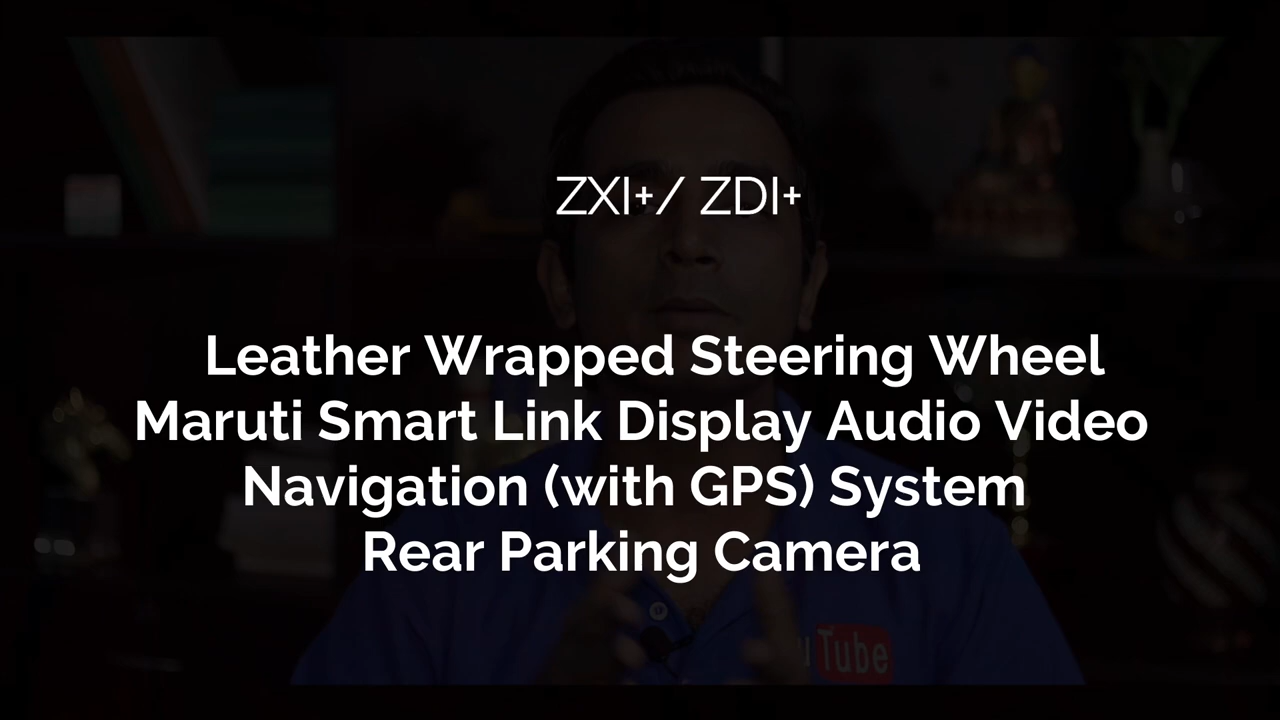 ZXI+/ ZDI+
Leather Wrapped Steering Wheel
Maruti Smart Link Display Audio Video
Navigation (with GPS) System
Rear Parking Camera
Tube